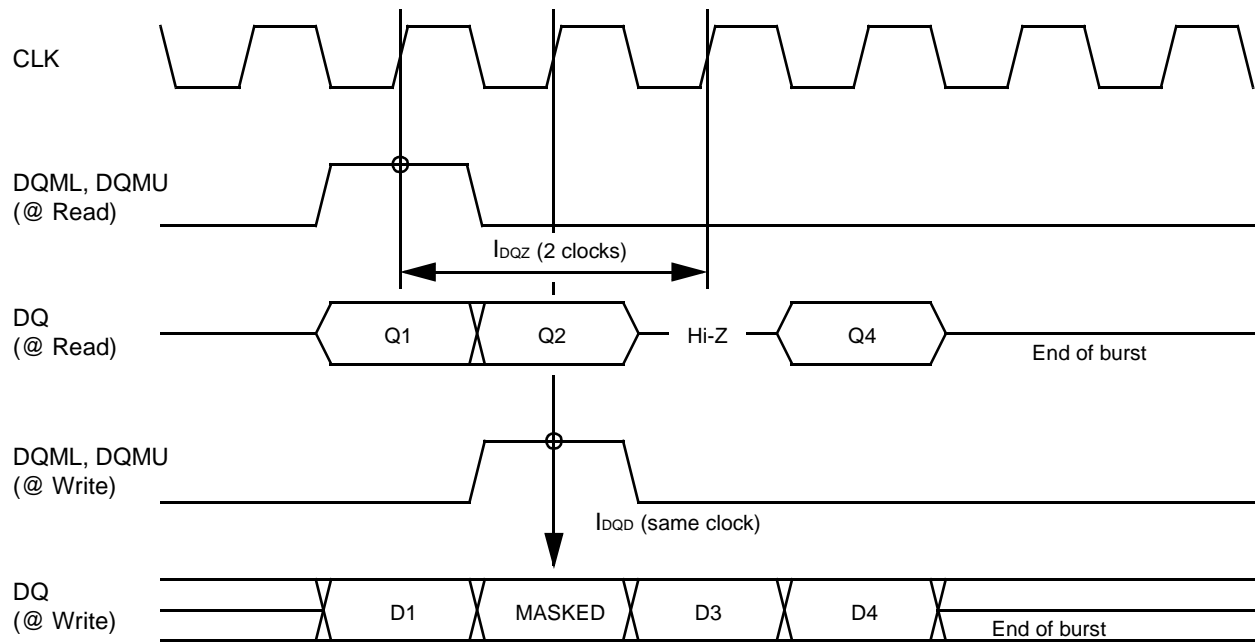 CLK
DQML, DQMU
(@ Read)
IDQZ (2 clocks)
DQ
(@ Read)
Q1
Q2
Hi-Z
Q4
End of burst
DQML, DQMU
(@ Write)
IDQD (same clock)
DQ
(@ Write)
D1
MASKED
D3
D4
End of burst